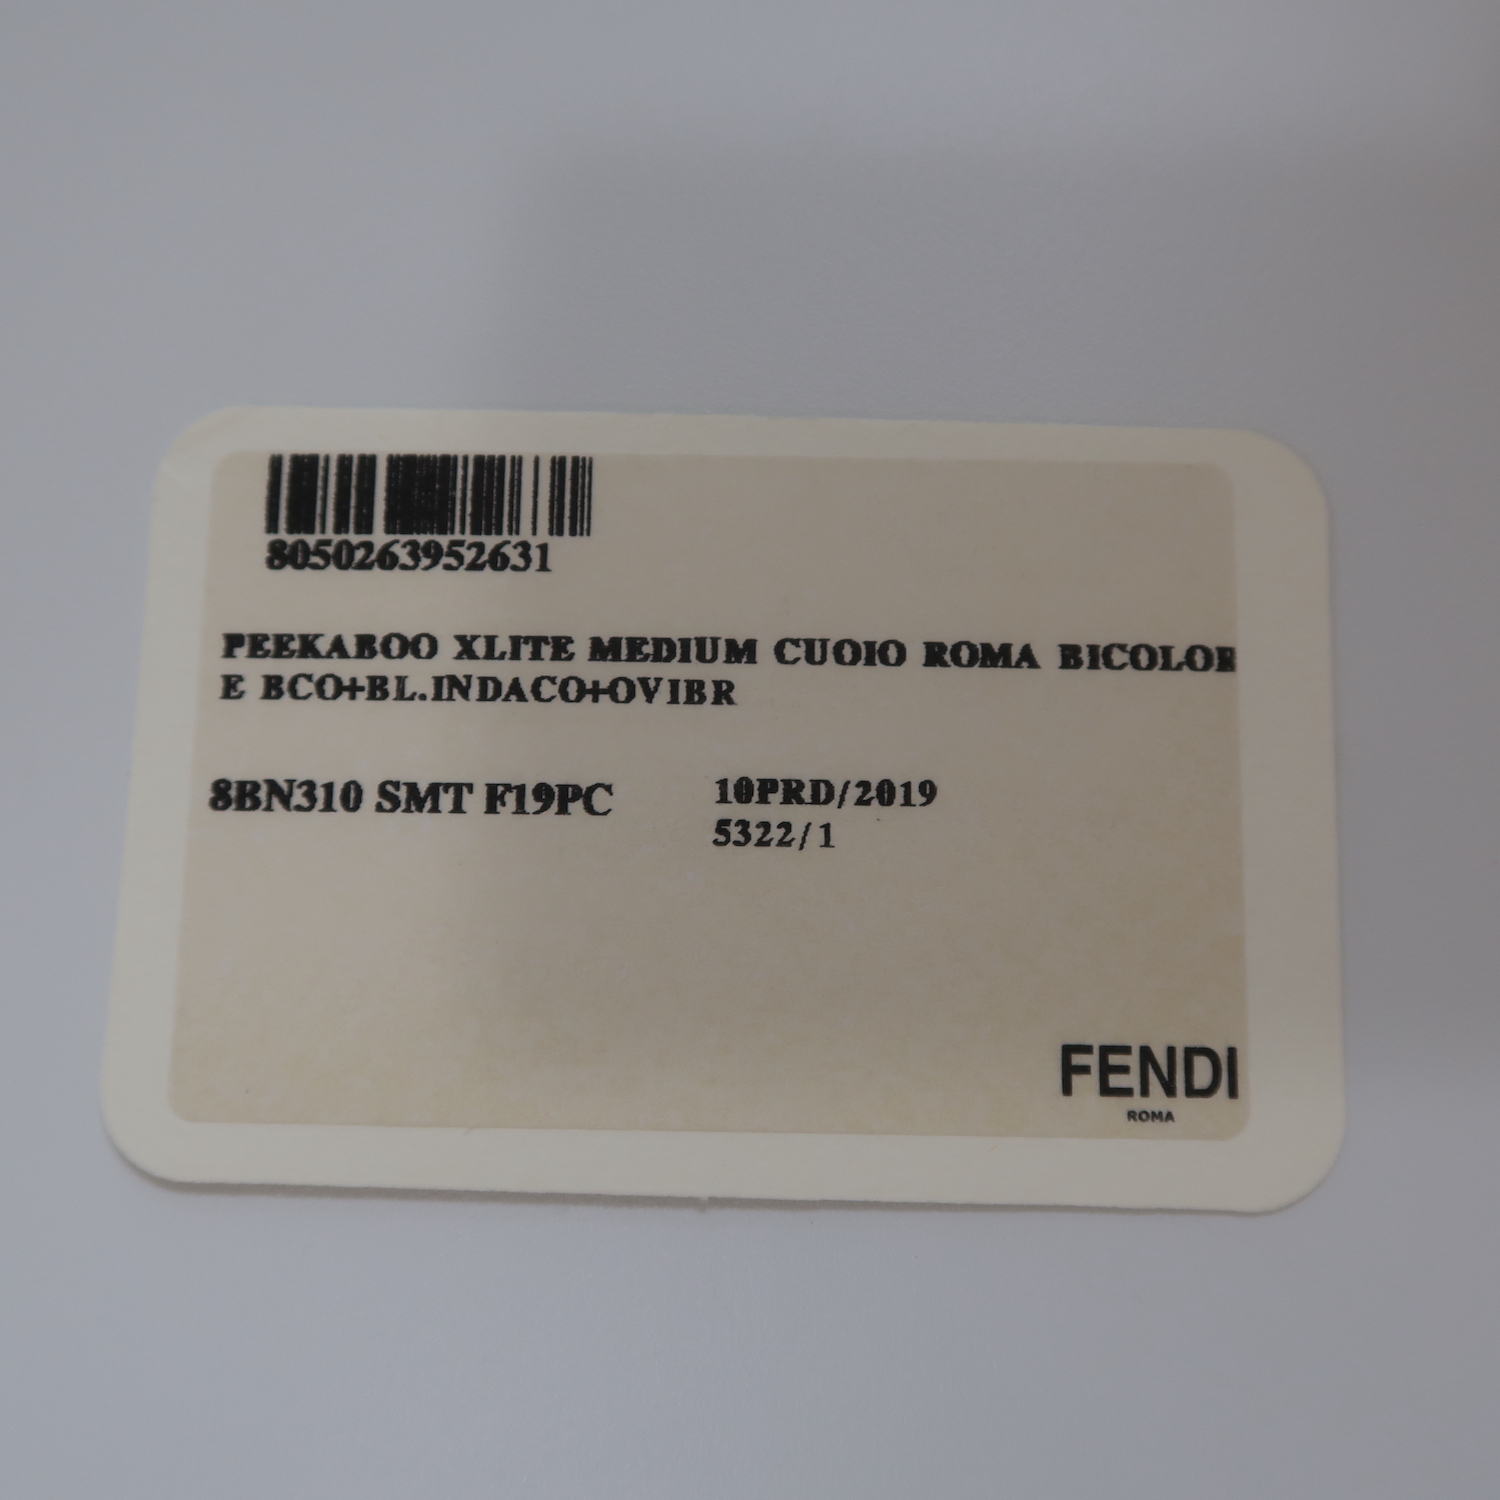 8050263952631
PEEKABOO XLITE MEDIUM CUOIO ROMA BICOLOR
E BCO+BL.INDACO+OVIBR
8BN310 SMT F19PC
10PRD/2019
5322/1
FENDI
ROMA